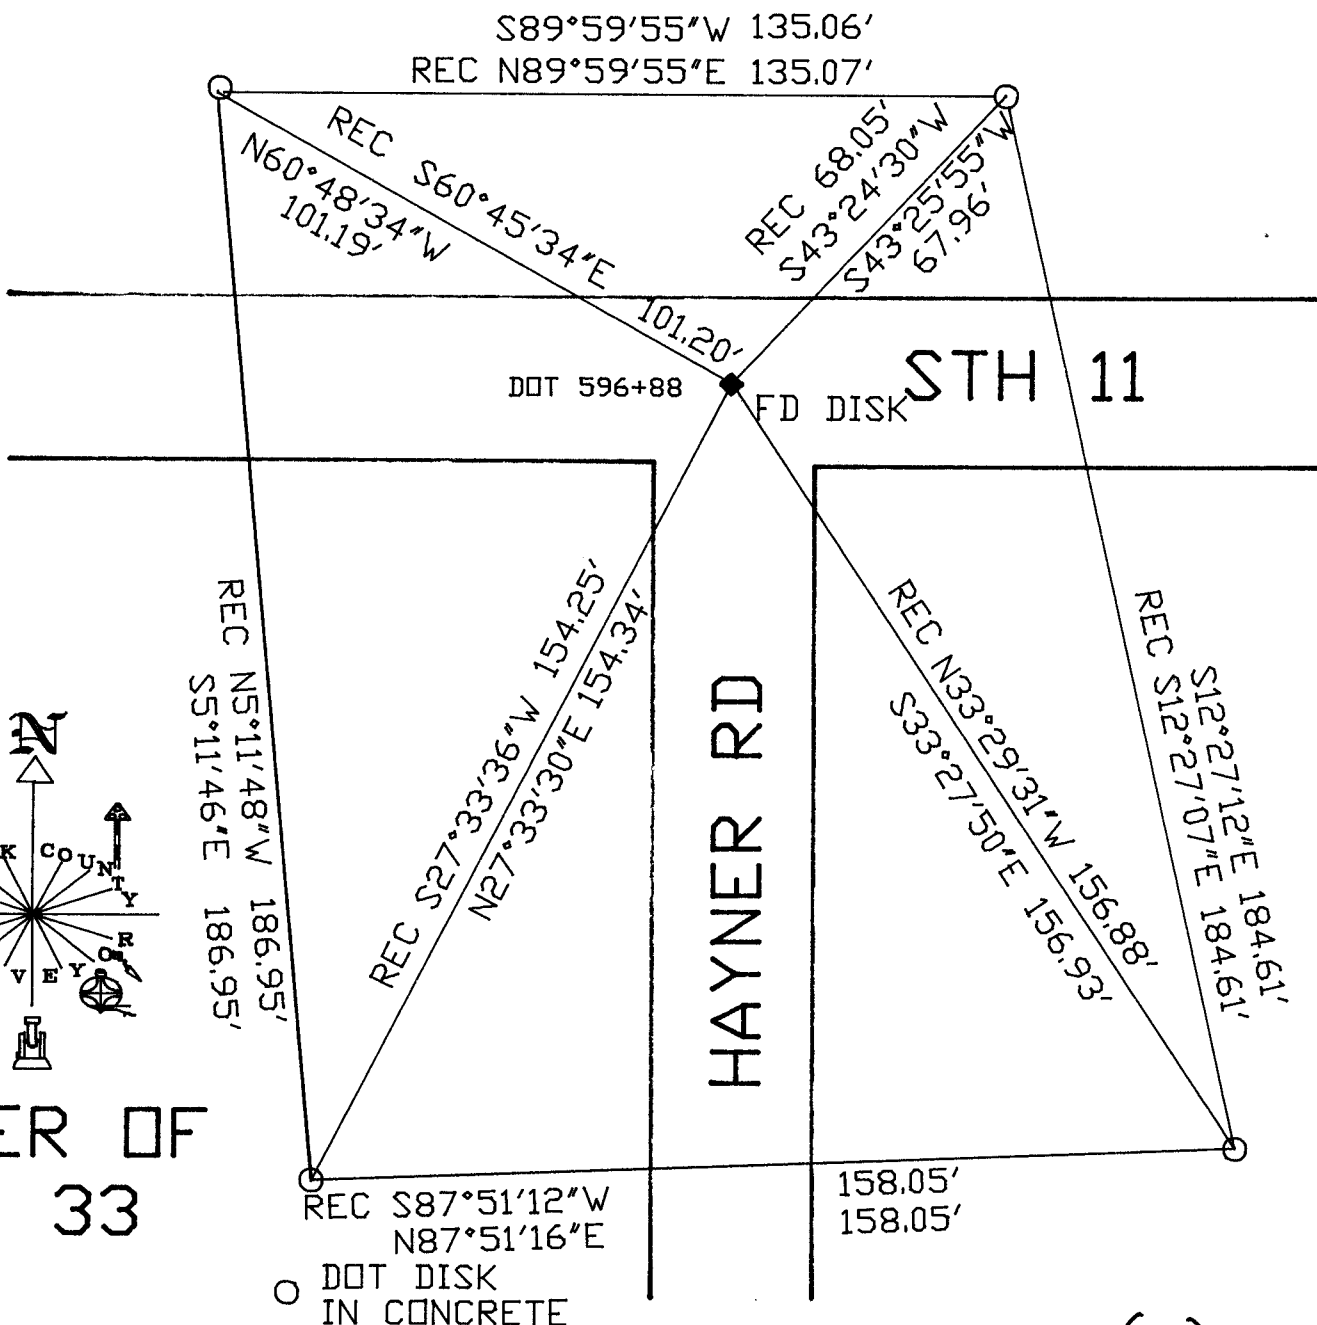 S89°59'55"W 135.06'
REC N89°59'55"E 135.07'
REC S60°45'34"E 101.20'
N60°48'34"W
101.19'
REC 68.05'
S43°24'30"W
S43°25'55"W
67.96'
STH 11
DOT 596+88
FD DISK
REC S27°33'36"W 154.25'
N27°33'30"E 154.34'
HAYNER RD
REC N33°29'31"W 156.88'
S33°27'50"E 156.93'
S12°27'12"E 184.61'
REC S12°27'07"E 184.61'
REC N5°11'48"W 186.95'
S5°11'46"E 186.95'
N
K COUNTY
VEYOR
ER OF
33
REC S87°51'12"W 158.05'
N87°51'16"E 158.05'
DOT DISK
IN CONCRETE